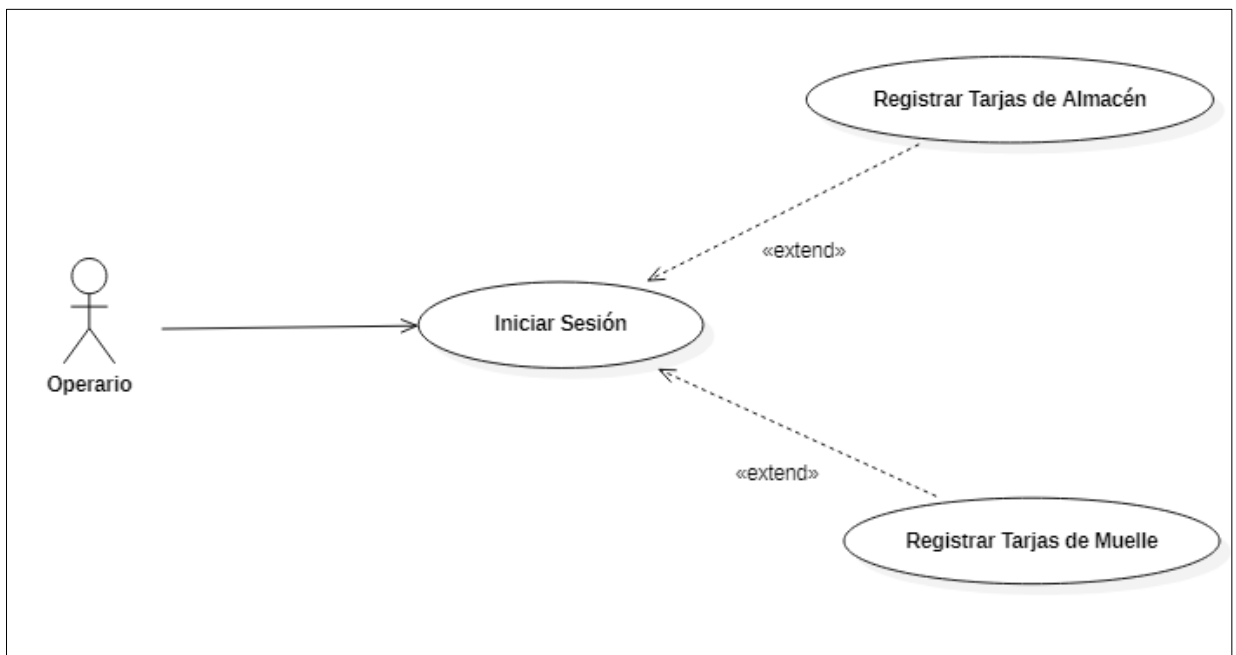 Registrar Tarjas de Almacén
«extend»
Iniciar Sesión
Operario
«extend»
Registrar Tarjas de Muelle